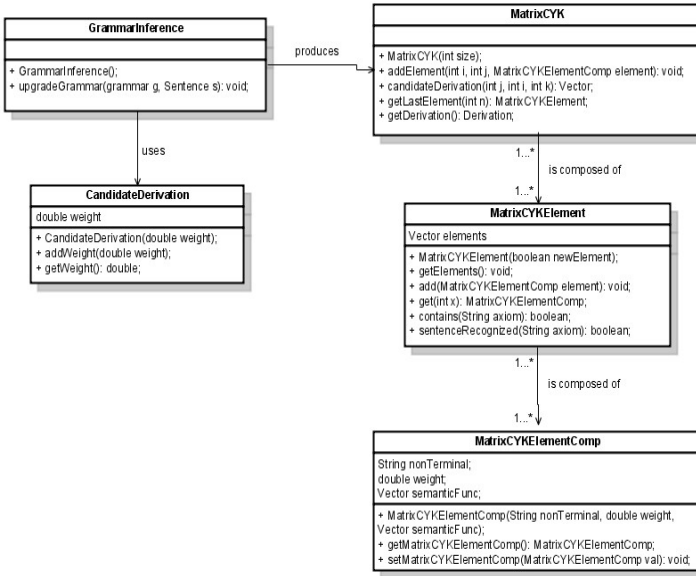 GrammarInference
+ GrammarInference();
+ upgradeGrammar(grammar g, Sentence s): void;
produces
MatrixCYK
+ MatrixCYK(int size);
+ addElement(int i, int j, MatrixCYKElementComp element): void;
+ candidateDerivation(int j, int i, int k): Vector;
+ getLastElement(int n): MatrixCYKElement;
+ getDerivation(): Derivation;
uses
1...*
is composed of
1...*
CandidateDerivation
double weight
+ CandidateDerivation(double weight);
+ addWeight(double weight);
+ getWeight(): double;
MatrixCYKElement
Vector elements
+ MatrixCYKElement(boolean newElement);
+ getElements(): void;
+ add(MatrixCYKElementComp element): void;
+ get(int x): MatrixCYKElementComp;
+ contains(String axiom): boolean;
+ sentenceRecognized(String axiom): boolean;
1...*
is composed of
1...*
MatrixCYKElementComp
String nonTerminal;
double weight;
Vector semanticFunc;
+ MatrixCYKElementComp(String nonTerminal, double weight,
Vector semanticFunc);
+ getMatrixCYKElementComp(): MatrixCYKElementComp;
+ setMatrixCYKElementComp(MatrixCYKElementComp val): void;